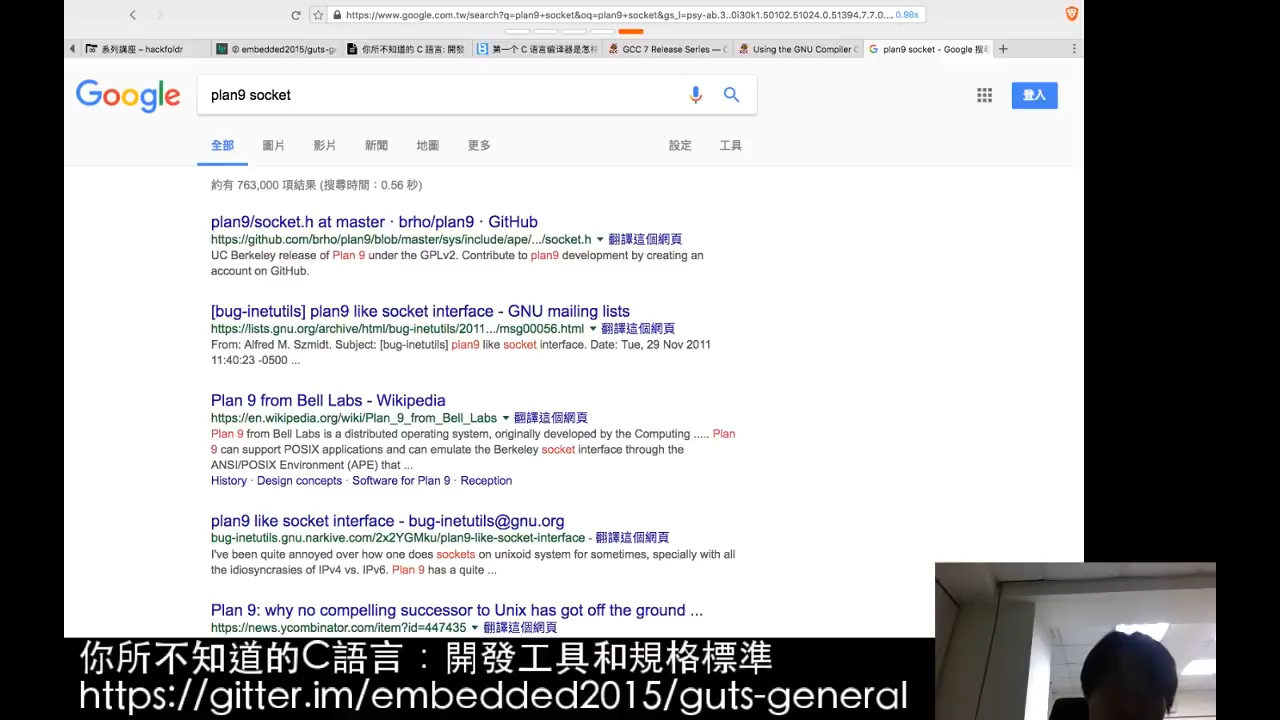 https://www.google.com.tw/search?q=plan9+socket&oq=plan9+socket&gs_l=psy-ab.3..0i30k1.50102.51024.0.51394.7.7.0.... 0.98s
系列講座 – hackfoldr
@ embedded2015/guts-g
你所不知道的 C 語言: 開發
第一个 C 语言编译器是怎样
GCC 7 Release Series — 
Using the GNU Compiler C
plan9 socket - Google 搜尋
Google
plan9 socket
登入
全部 圖片 影片 新聞 地圖 更多 設定 工具
約有 763,000 項結果 (搜尋時間：0.56 秒)
plan9/socket.h at master · brho/plan9 · GitHub
https://github.com/brho/plan9/blob/master/sys/include/ape/.../socket.h 翻譯這個網頁
UC Berkeley release of Plan 9 under the GPLv2. Contribute to plan9 development by creating an
account on GitHub.
[bug-inetutils] plan9 like socket interface - GNU mailing lists
https://lists.gnu.org/archive/html/bug-inetutils/2011.../msg00056.html 翻譯這個網頁
From: Alfred M. Szmidt. Subject: [bug-inetutils] plan9 like socket interface. Date: Tue, 29 Nov 2011
11:40:23 -0500 ...
Plan 9 from Bell Labs - Wikipedia
https://en.wikipedia.org/wiki/Plan_9_from_Bell_Labs 翻譯這個網頁
Plan 9 from Bell Labs is a distributed operating system, originally developed by the Computing ..... Plan
9 can support POSIX applications and can emulate the Berkeley socket interface through the
ANSI/POSIX Environment (APE) that ...
History · Design concepts · Software for Plan 9 · Reception
plan9 like socket interface - bug-inetutils@gnu.org
bug-inetutils.gnu.narkive.com/2x2YGMku/plan9-like-socket-interface - 翻譯這個網頁
I've been quite annoyed over how one does sockets on unixoid system for sometimes, specially with all
the idiosyncrasies of IPv4 vs. IPv6. Plan 9 has a quite ...
Plan 9: why no compelling successor to Unix has got off the ground ...
https://news.ycombinator.com/item?id=447435 翻譯這個網頁
你所不知道的C語言：開發工具和規格標準
https://gitter.im/embedded2015/guts-general